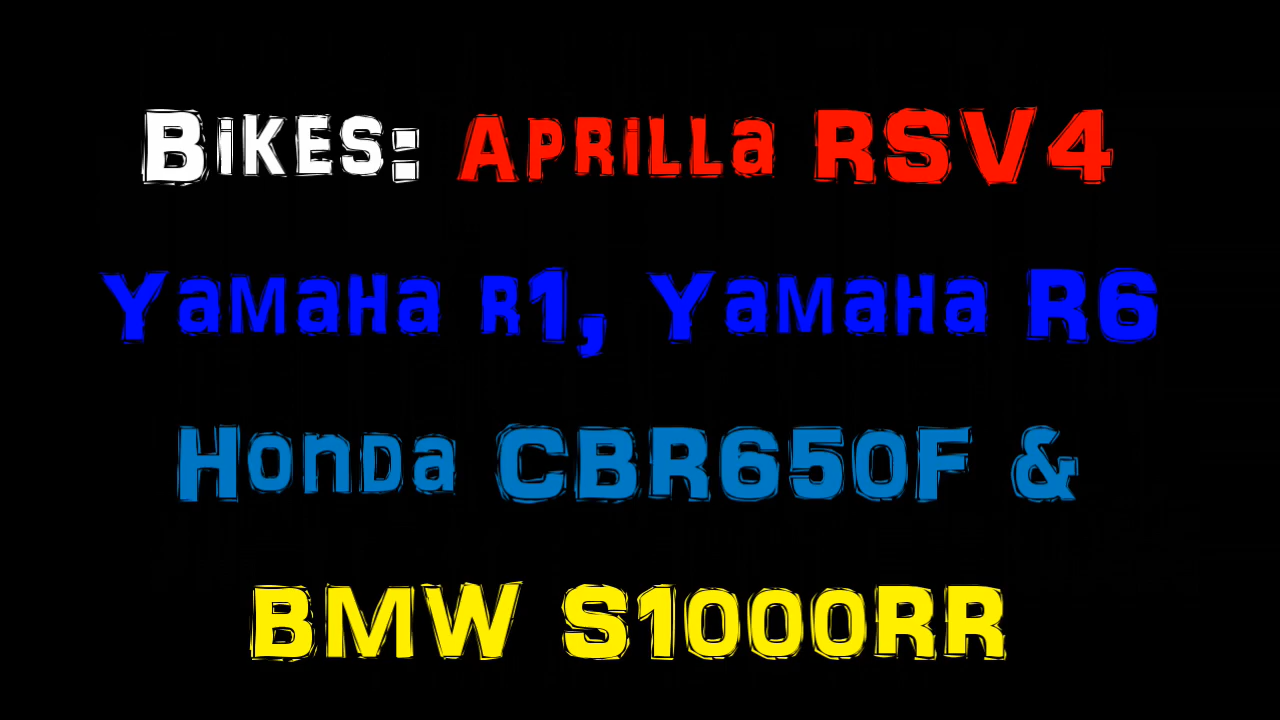 Bikes: Aprilla RSV4
Yamaha r1, Yamaha R6
Honda CBR650F &
BMW S1000RR